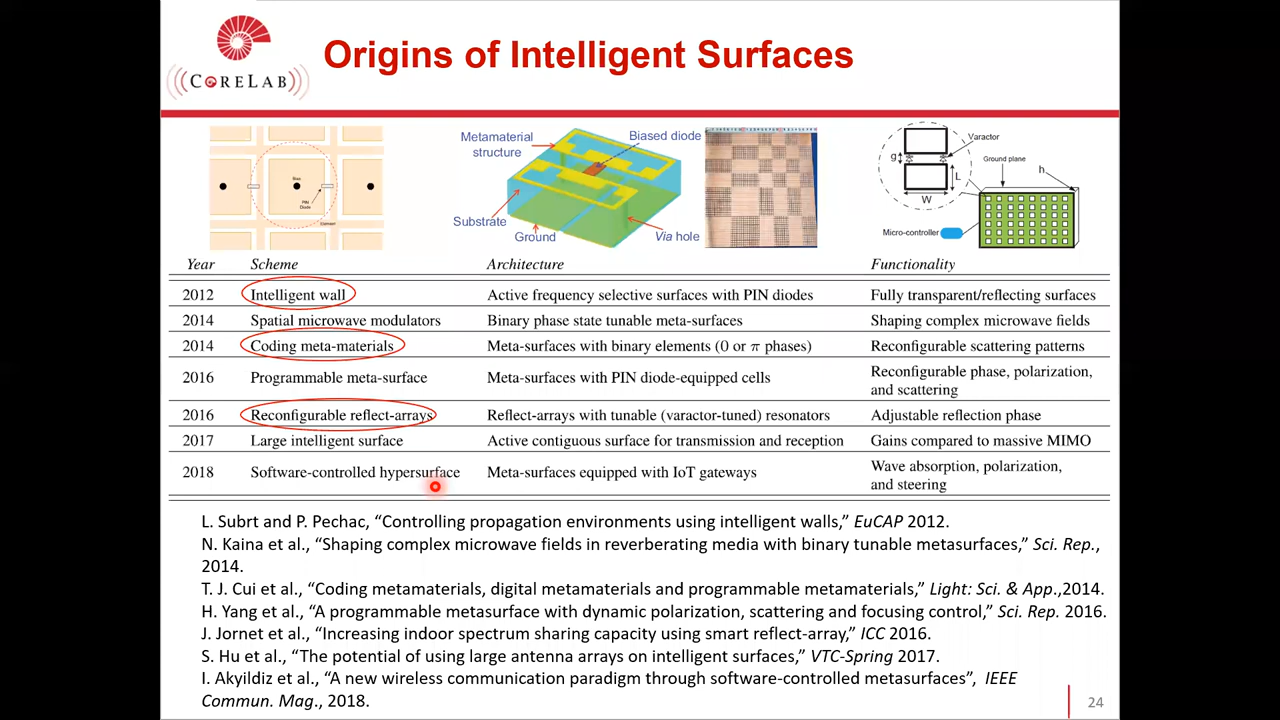 Origins of Intelligent Surfaces
((CORELAB))
Bias
PIN
Diode
Element
Metamaterial
structure
Biased diode
Substrate
Ground
Via hole
Varactor
g
L
W
Ground plane
h
Micro-controller
Year Scheme Architecture Functionality
2012 Intelligent wall Active frequency selective surfaces with PIN diodes Fully transparent/reflecting surfaces
2014 Spatial microwave modulators Binary phase state tunable meta-surfaces Shaping complex microwave fields
2014 Coding meta-materials Meta-surfaces with binary elements (0 or π phases) Reconfigurable scattering patterns
2016 Programmable meta-surface Meta-surfaces with PIN diode-equipped cells Reconfigurable phase, polarization,
and scattering
2016 Reconfigurable reflect-arrays Reflect-arrays with tunable (varactor-tuned) resonators Adjustable reflection phase
2017 Large intelligent surface Active contiguous surface for transmission and reception Gains compared to massive MIMO
2018 Software-controlled hypersurface Meta-surfaces equipped with IoT gateways Wave absorption, polarization,
and steering
L. Subrt and P. Pechac, “Controlling propagation environments using intelligent walls,” EuCAP 2012.
N. Kaina et al., “Shaping complex microwave fields in reverberating media with binary tunable metasurfaces,” Sci. Rep.,
2014.
T. J. Cui et al., “Coding metamaterials, digital metamaterials and programmable metamaterials,” Light: Sci. & App.,2014.
H. Yang et al., “A programmable metasurface with dynamic polarization, scattering and focusing control,” Sci. Rep. 2016.
J. Jornet et al., “Increasing indoor spectrum sharing capacity using smart reflect-array,” ICC 2016.
S. Hu et al., “The potential of using large antenna arrays on intelligent surfaces,” VTC-Spring 2017.
I. Akyildiz et al., “A new wireless communication paradigm through software-controlled metasurfaces”, IEEE
Commun. Mag., 2018.
24